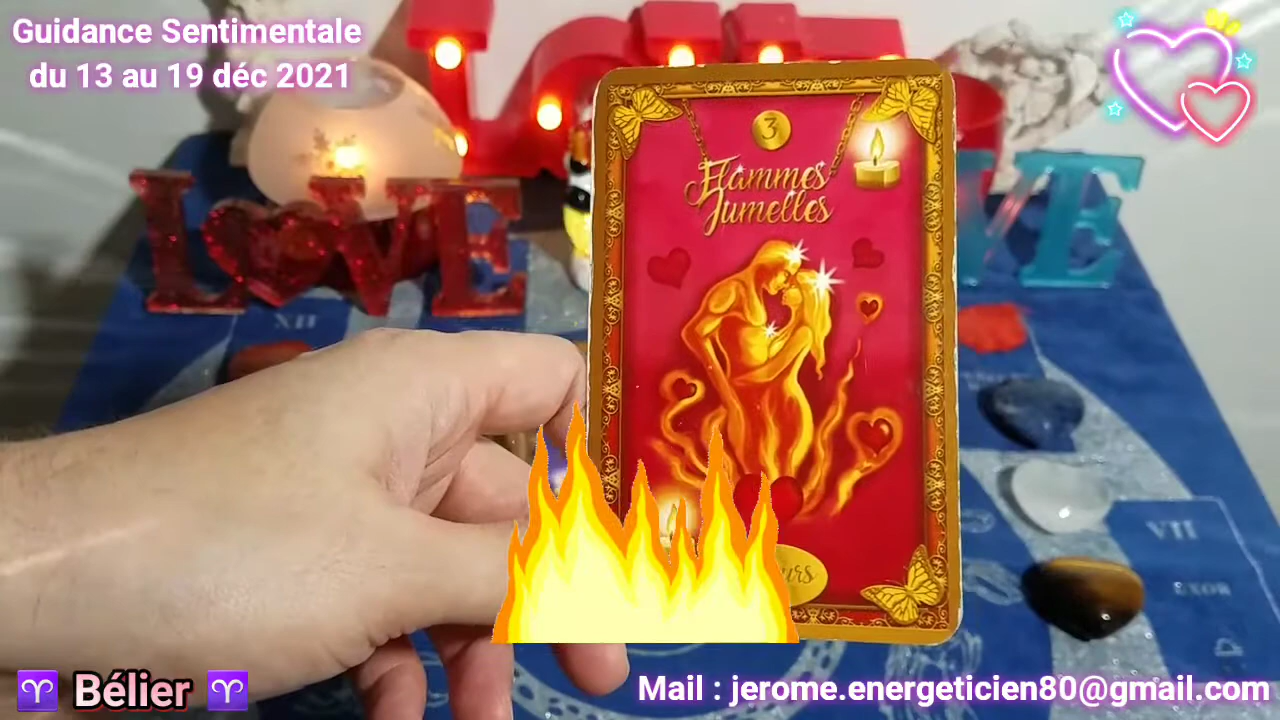 Guidance Sentimentale
du 13 au 19 déc 2021
LOVE
3
Flammes
Jumelles
XII
VII
♈ Bélier ♈
Mail : jerome.energeticien80@gmail.com